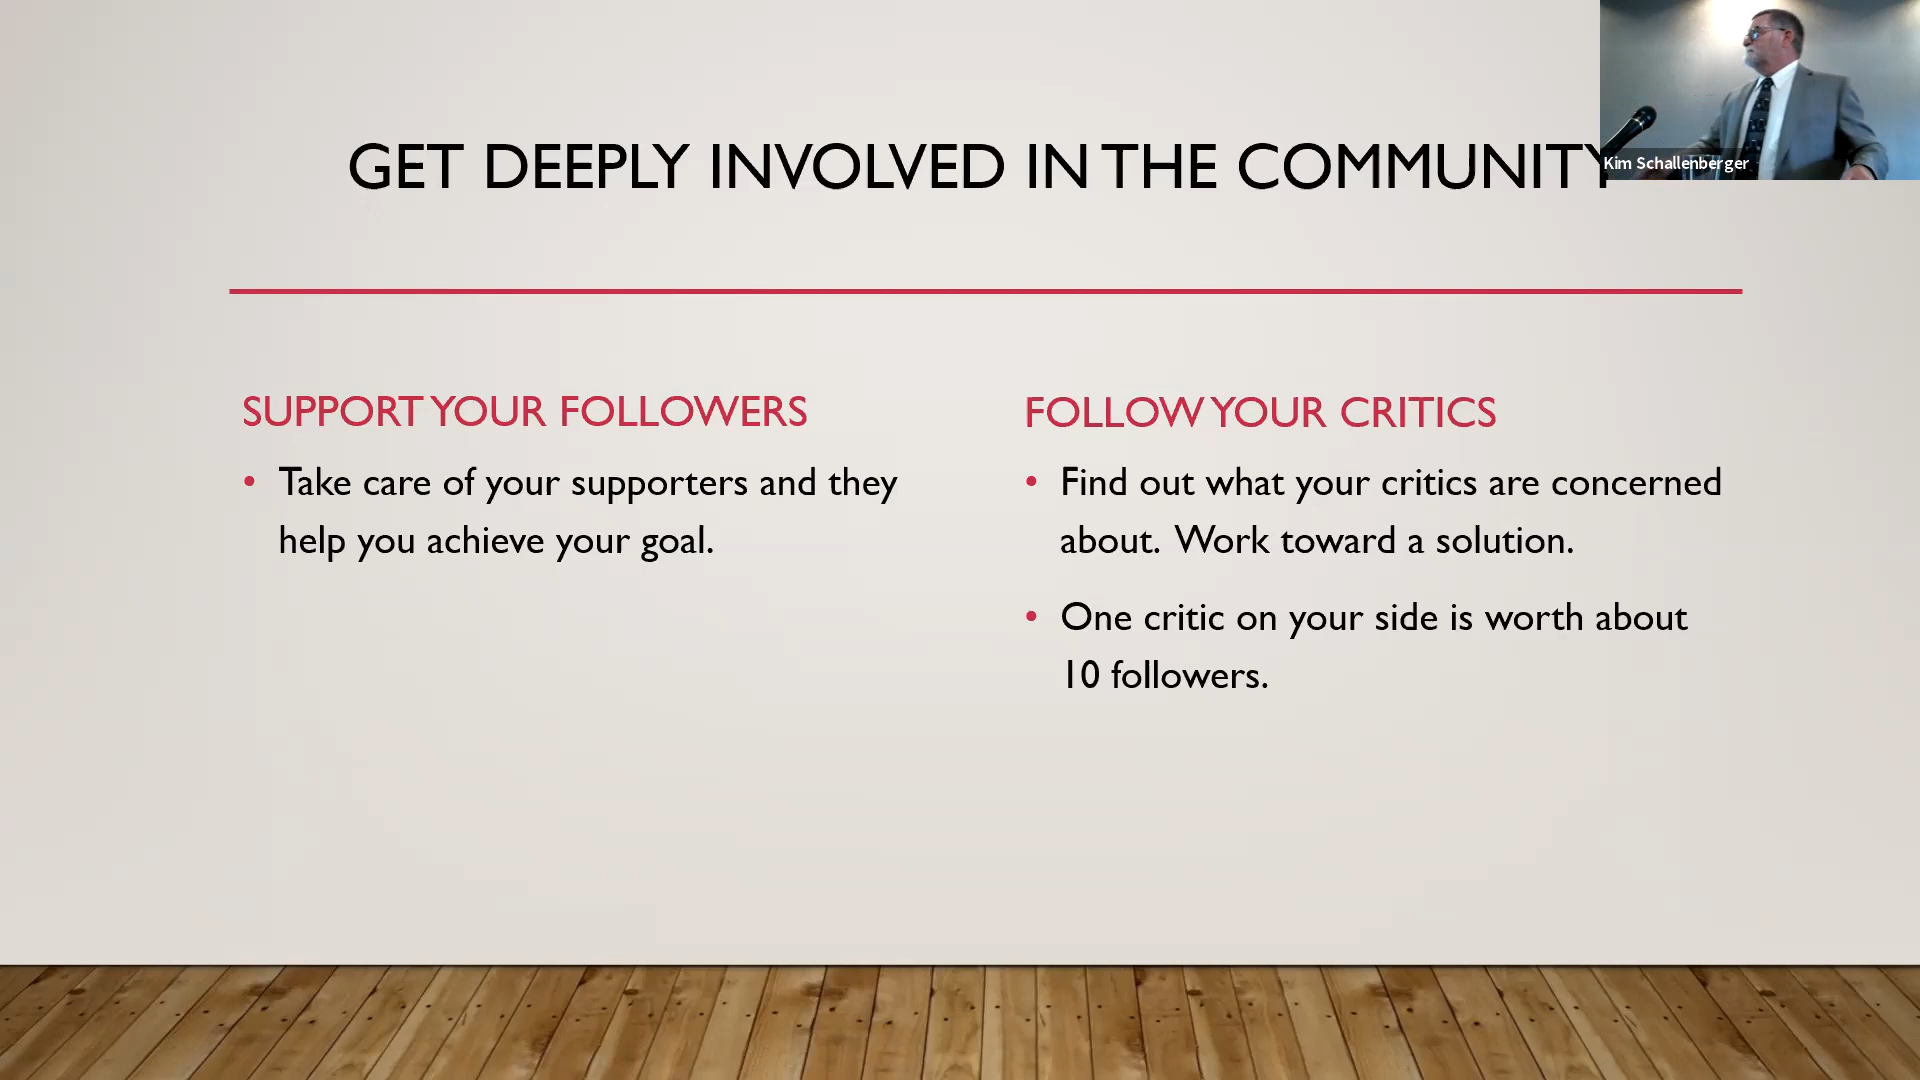 GET DEEPLY INVOLVED IN THE COMMUNITY
Kim Schallenberger
SUPPORT YOUR FOLLOWERS
• Take care of your supporters and they
help you achieve your goal.
FOLLOW YOUR CRITICS
• Find out what your critics are concerned
about. Work toward a solution.
• One critic on your side is worth about
10 followers.